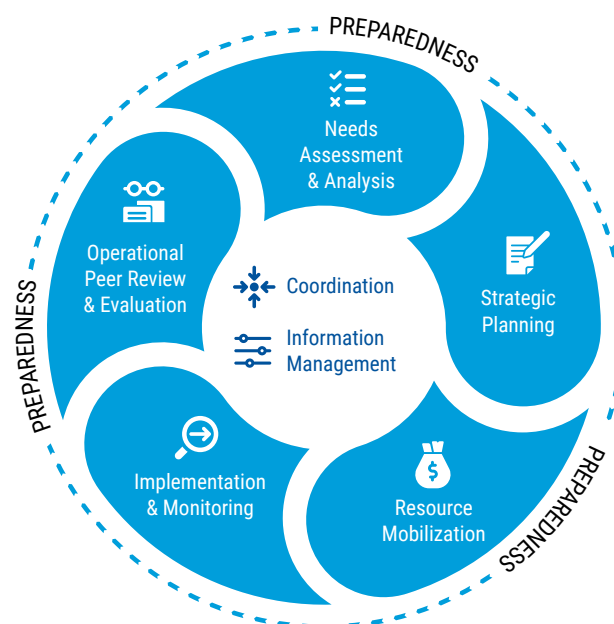 PREPAREDNESS
Needs
Assessment
& Analysis
Operational
Peer Review
& Evaluation
Coordination
Information
Management
Strategic
Planning
PREPAREDNESS
Implementation
& Monitoring
$
Resource
Mobilization
PREPAREDNESS